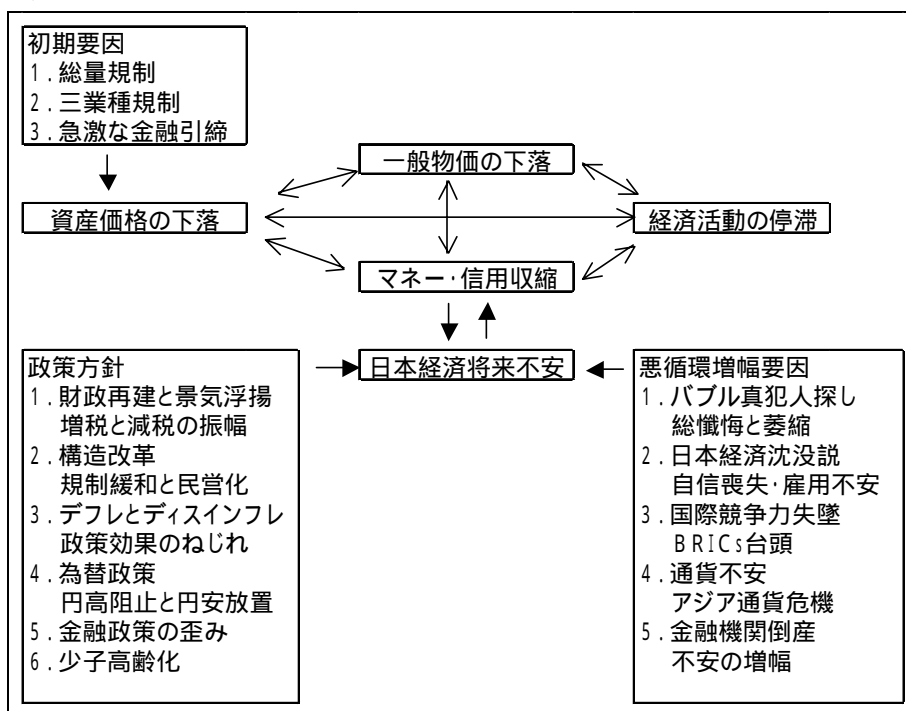 初期要因
1.総量規制
2.三業種規制
3.急激な金融引締
一般物価の下落
資産価格の下落
経済活動の停滞
マネー・信用収縮
日本経済将来不安
政策方針
1.財政再建と景気浮揚
増税と減税の振幅
2.構造改革
規制緩和と民営化
3.デフレとディスインフレ
政策効果のねじれ
4.為替政策
円高阻止と円安放置
5.金融政策の歪み
6.少子高齢化
悪循環増幅要因
1.バブル真犯人探し
総懺悔と萎縮
2.日本経済沈没説
自信喪失・雇用不安
3.国際競争力失墜
BRICs台頭
4.通貨不安
アジア通貨危機
5.金融機関倒産
不安の増幅